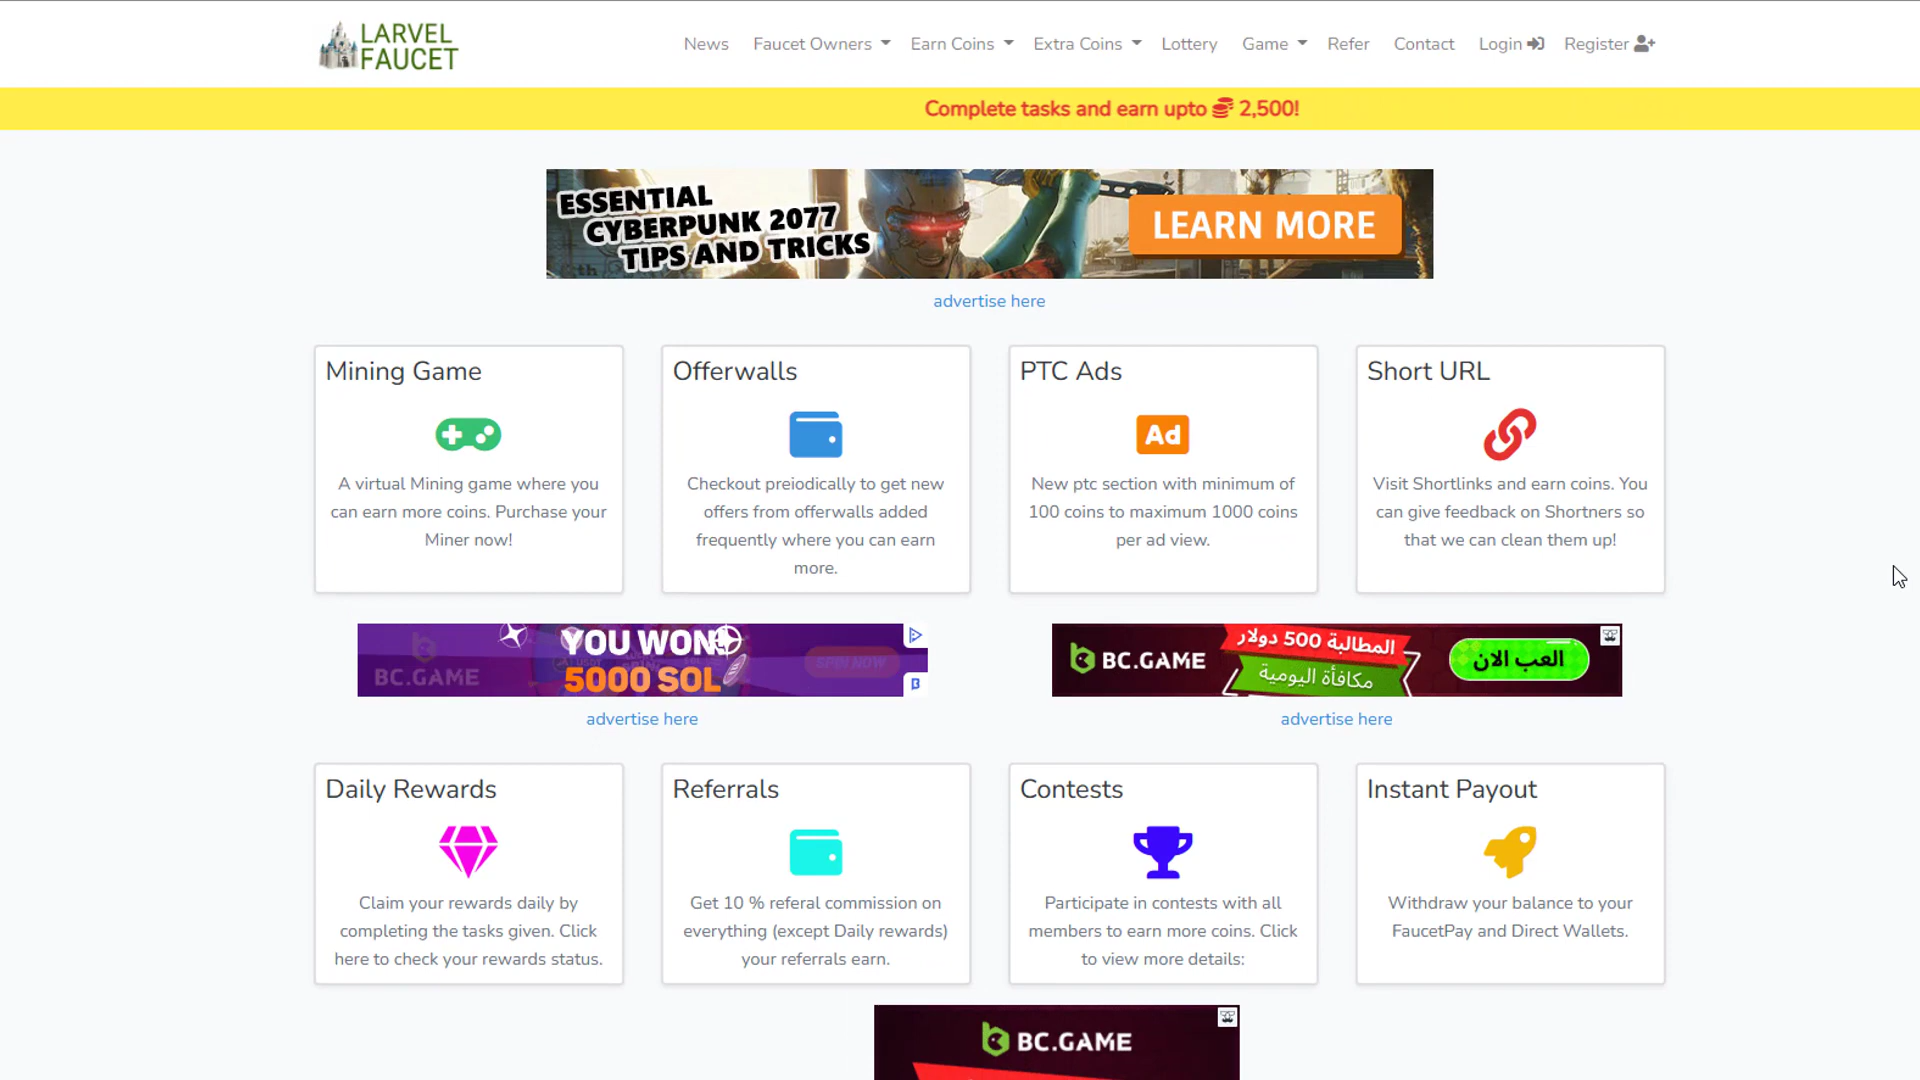 LARVEL
FAUCET
News
Faucet Owners
Earn Coins
Extra Coins
Lottery
Game
Refer
Contact
Login
Register
Complete tasks and earn upto 2,500!
ESSENTIAL
CYBERPUNK 2077
TIPS AND TRICKS
LEARN MORE
advertise here
Mining Game
A virtual Mining game where you
can earn more coins. Purchase your
Miner now!
Offerwalls
Checkout preiodically to get new
offers from offerwalls added
frequently where you can earn
more.
PTC Ads
Ad
New ptc section with minimum of
100 coins to maximum 1000 coins
per ad view.
Short URL
Visit Shortlinks and earn coins. You
can give feedback on Shortners so
that we can clean them up!
BC.GAME
YOU WON!
5000 SOL
SPIN NOW
advertise here
BC.GAME
المطالبة 500 دولار
مكافأة اليومية
العب الان
advertise here
Daily Rewards
Claim your rewards daily by
completing the tasks given. Click
here to check your rewards status.
Referrals
Get 10 % referal commission on
everything (except Daily rewards)
your referrals earn.
Contests
Participate in contests with all
members to earn more coins. Click
to view more details:
Instant Payout
Withdraw your balance to your
FaucetPay and Direct Wallets.
BC.GAME